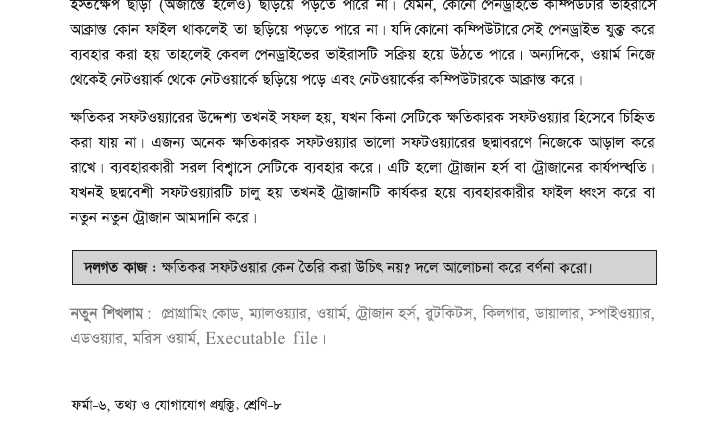 হস্তক্ষেপ ছাড়া (অজান্তে হলেও) ছড়িয়ে পড়তে পারে না। যেমন, কোনো পেনড্রাইভে কম্পিউটার ভাইরাসে
আক্রান্ত কোন ফাইল থাকলেই তা ছড়িয়ে পড়তে পারে না। যদি কোনো কম্পিউটারে সেই পেনড্রাইভ যুক্ত করে
ব্যবহার করা হয় তাহলেই কেবল পেনড্রাইভের ভাইরাসটি সক্রিয় হয়ে উঠতে পারে। অন্যদিকে, ওয়ার্ম নিজে
থেকেই নেটওয়ার্ক থেকে নেটওয়ার্কে ছড়িয়ে পড়ে এবং নেটওয়ার্কের কম্পিউটারকে আক্রান্ত করে।
ক্ষতিকর সফটওয়্যারের উদ্দেশ্য তখনই সফল হয়, যখন কিনা সেটিকে ক্ষতিকারক সফটওয়্যার হিসেবে চিহ্নিত
করা যায় না। এজন্য অনেক ক্ষতিকারক সফটওয়্যার ভালো সফটওয়্যারের ছদ্মাবরণে নিজেকে আড়াল করে
রাখে। ব্যবহারকারী সরল বিশ্বাসে সেটিকে ব্যবহার করে। এটি হলো ট্রোজান হর্স বা ট্রোজানের কার্যপদ্ধতি।
যখনই ছদ্মবেশী সফটওয়্যারটি চালু হয় তখনই ট্রোজানটি কার্যকর হয়ে ব্যবহারকারীর ফাইল ধ্বংস করে বা
নতুন নতুন ট্রোজান আমদানি করে।
দলগত কাজ : ক্ষতিকর সফটওয়ার কেন তৈরি করা উচিৎ নয়? দলে আলোচনা করে বর্ণনা করো।
নতুন শিখলাম : প্রোগ্রামিং কোড, ম্যালওয়্যার, ওয়ার্ম, ট্রোজান হর্স, রুটকিটস, কিলগার, ডায়ালার, স্পাইওয়্যার,
এডওয়্যার, মরিস ওয়ার্ম, Executable file।
ফর্মা-৬, তথ্য ও যোগাযোগ প্রযুক্তি, শ্রেণি-৮